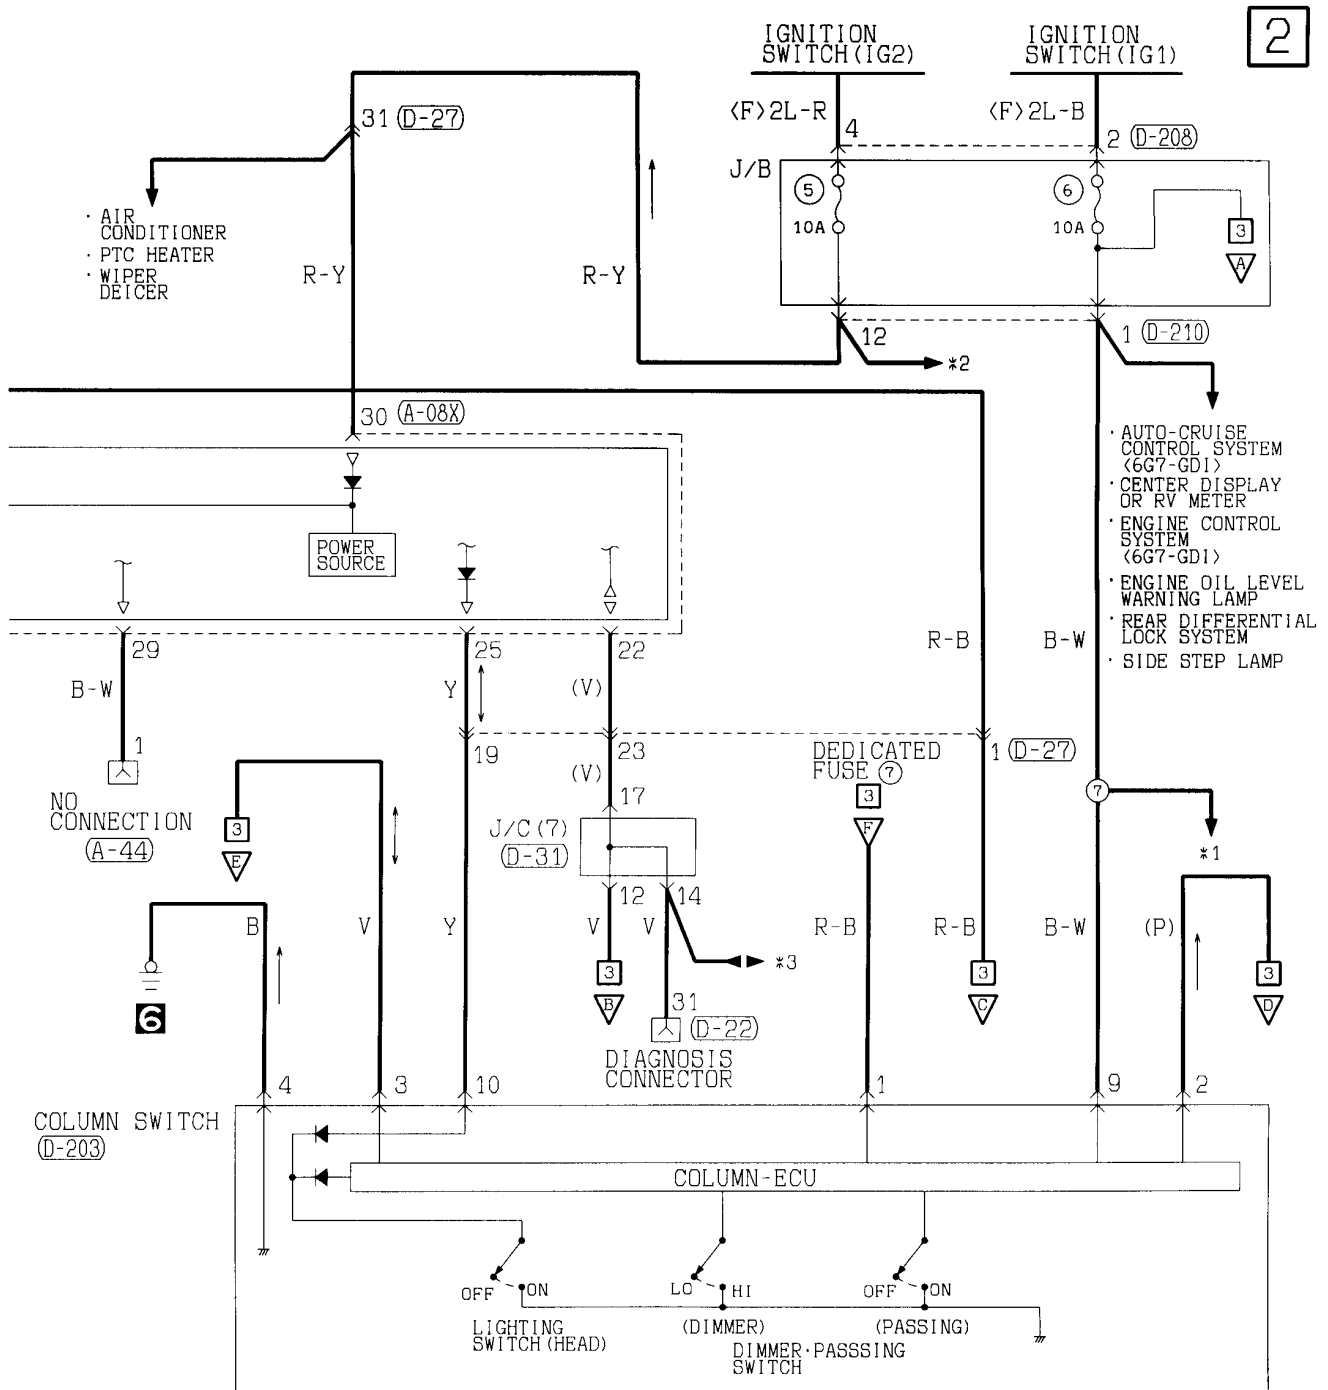 2
IGNITION
SWITCH(IG2)
IGNITION
SWITCH(IG1)
<F>2L-R
<F>2L-B
31 (D-27)
4
2 (D-208)
J/B
5
10A
6
10A
3
A
· AIR
CONDITIONER
· PTC HEATER
· WIPER
DEICER
R-Y
R-Y
12
*2
1 (D-210)
30 (A-08X)
· AUTO-CRUISE
CONTROL SYSTEM
<6G7-GDI>
· CENTER DISPLAY
OR RV METER
· ENGINE CONTROL
SYSTEM
<6G7-GDI>
· ENGINE OIL LEVEL
WARNING LAMP
· REAR DIFFERENTIAL
LOCK SYSTEM
· SIDE STEP LAMP
POWER
SOURCE
29
25
22
R-B
B-W
B-W
Y
(V)
1
19
23
1 (D-27)
DEDICATED
FUSE 7
3
F
7
*1
NO
CONNECTION
(A-44)
3
E
(V)
17
J/C(7)
(D-31)
12
14
B
V
Y
V
V
R-B
R-B
B-W
(P)
*3
3
B
3
C
3
D
6
31
(D-22)
DIAGNOSIS
CONNECTOR
4
3
10
1
9
2
COLUMN SWITCH
(D-203)
COLUMN-ECU
OFF
ON
LO
HI
OFF
ON
LIGHTING
SWITCH(HEAD)
(DIMMER)
(PASSING)
DIMMER·PASSSING
SWITCH